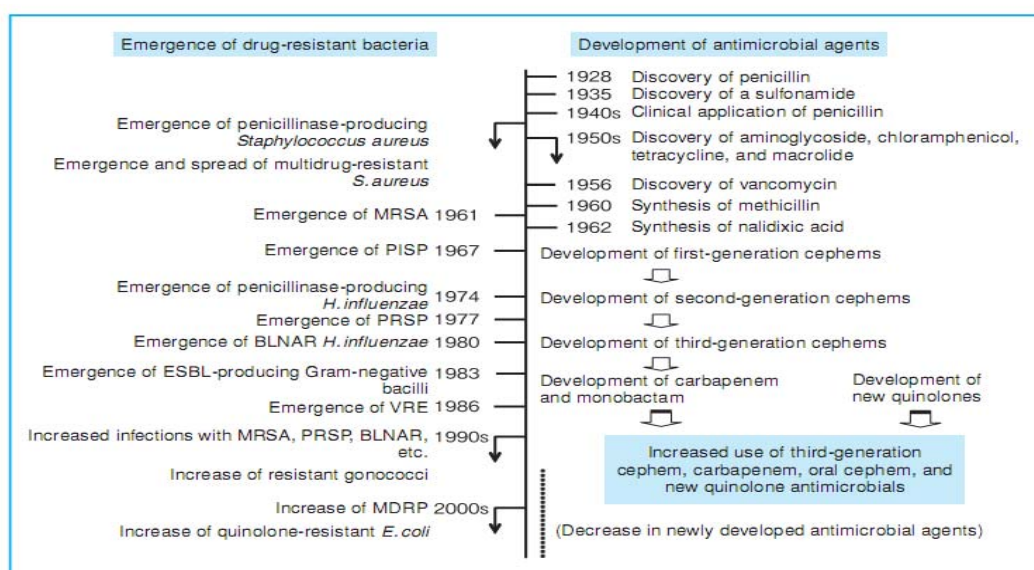 Emergence of drug-resistant bacteria
Development of antimicrobial agents
1928 Discovery of penicillin
1935 Discovery of a sulfonamide
1940s Clinical application of penicillin
Emergence of penicillinase-producing
Staphylococcus aureus
1950s Discovery of aminoglycoside, chloramphenicol,
tetracycline, and macrolide
Emergence and spread of multidrug-resistant
S. aureus
1956 Discovery of vancomycin
1960 Synthesis of methicillin
Emergence of MRSA 1961
1962 Synthesis of nalidixic acid
Emergence of PISP 1967
Development of first-generation cephems
Emergence of penicillinase-producing
H. influenzae 1974
Development of second-generation cephems
Emergence of PRSP 1977
Emergence of BLNAR H. influenzae 1980
Development of third-generation cephems
Emergence of ESBL-producing Gram-negative 1983
bacilli
Development of carbapenem
and monobactam
Development of
new quinolones
Emergence of VRE 1986
Increased infections with MRSA, PRSP, BLNAR, 1990s
etc.
Increased use of third-generation
cephem, carbapenem, oral cephem, and
new quinolone antimicrobials
Increase of resistant gonococci
Increase of MDRP 2000s
Increase of quinolone-resistant E. coli
(Decrease in newly developed antimicrobial agents)